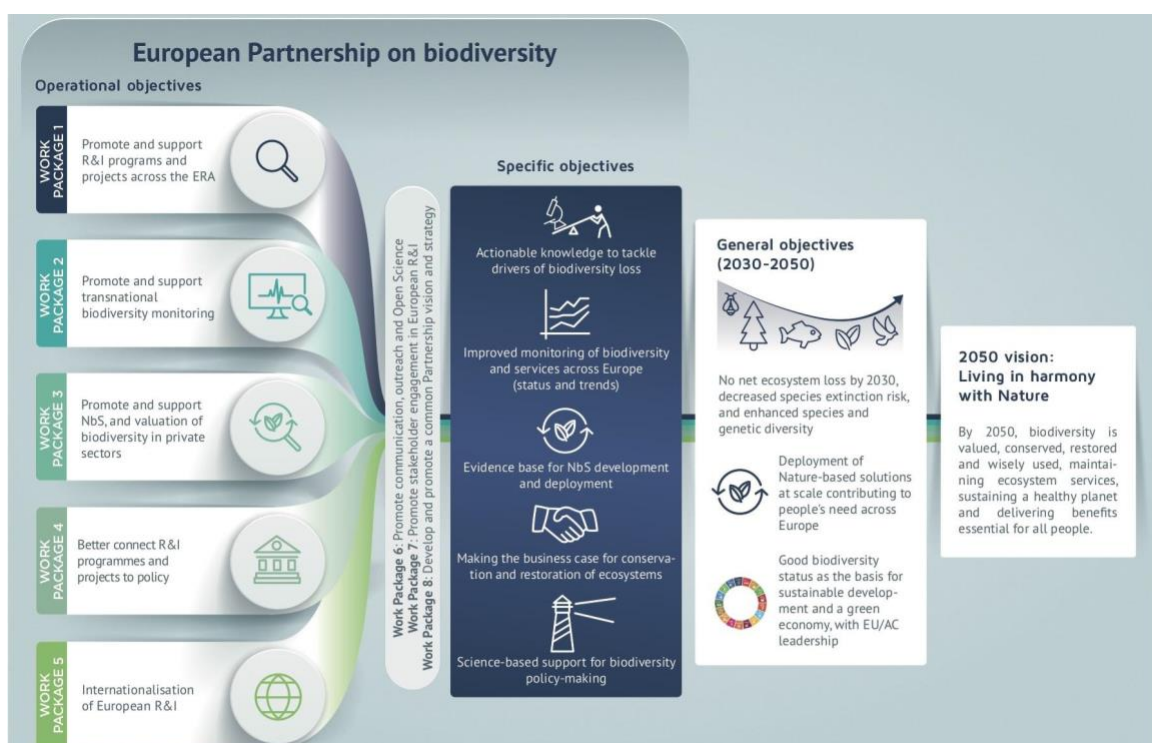 European Partnership on biodiversity
Operational objectives
WORK
PACKAGE 1
Promote and support
R&I programs and
projects across the ERA
WORK
PACKAGE 2
Promote and support
transnational
biodiversity monitoring
WORK
PACKAGE 3
Promote and support
NbS, and valuation of
biodiversity in private
sectors
WORK
PACKAGE 4
Better connect R&I
programmes and
projects to policy
WORK
PACKAGE 5
Internationalisation
of European R&I
Work Package 6: Promote communication, outreach and Open Science
Work Package 7: Promote stakeholder engagement in European R&I
Work Package 8: Develop and promote a common Partnership vision and strategy
Specific objectives
Actionable knowledge to tackle
drivers of biodiversity loss
Improved monitoring of biodiversity
and services across Europe
(status and trends)
Evidence base for NbS development
and deployment
Making the business case for conserva-
tion and restoration of ecosystems
Science-based support for biodiversity
policy-making
General objectives
(2030-2050)
No net ecosystem loss by 2030,
decreased species extinction risk,
and enhanced species and
genetic diversity
Deployment of
Nature-based solutions
at scale contributing to
people's need across
Europe
Good biodiversity
status as the basis for
sustainable develop-
ment and a green
economy, with EU/AC
leadership
2050 vision:
Living in harmony
with Nature
By 2050, biodiversity is
valued, conserved, restored
and wisely used, maintai-
ning ecosystem services,
sustaining a healthy planet
and delivering benefits
essential for all people.